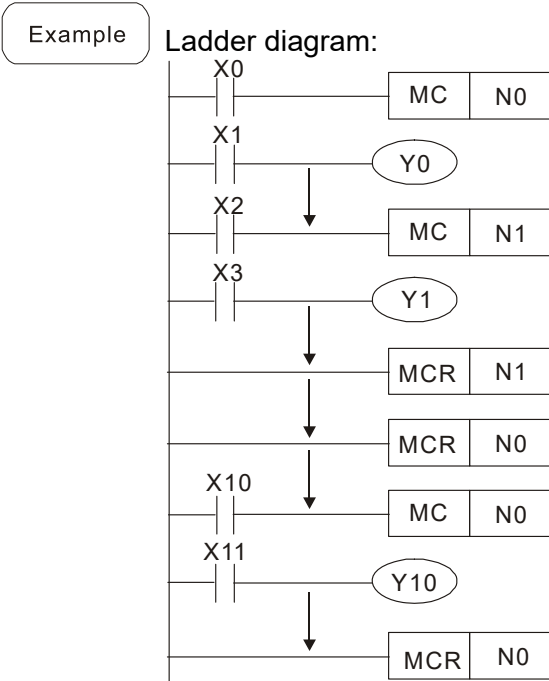 Example
Ladder diagram:
X0
MC N0
X1
Y0
X2
MC N1
X3
Y1
MCR N1
MCR N0
X10
MC N0
X11
Y10
MCR N0